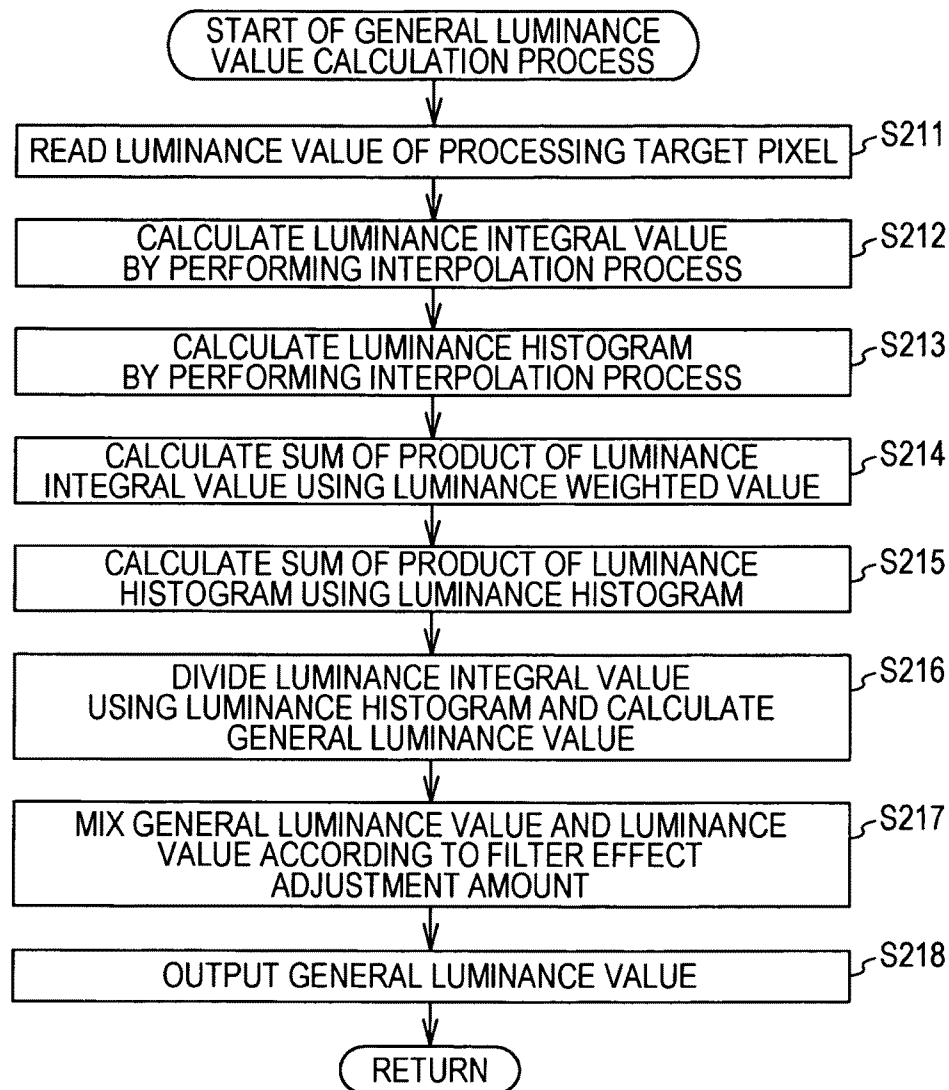 START OF GENERAL LUMINANCE
VALUE CALCULATION PROCESS
READ LUMINANCE VALUE OF PROCESSING TARGET PIXEL
S211
CALCULATE LUMINANCE INTEGRAL VALUE
BY PERFORMING INTERPOLATION PROCESS
S212
CALCULATE LUMINANCE HISTOGRAM
BY PERFORMING INTERPOLATION PROCESS
S213
CALCULATE SUM OF PRODUCT OF LUMINANCE
INTEGRAL VALUE USING LUMINANCE WEIGHTED VALUE
S214
CALCULATE SUM OF PRODUCT OF LUMINANCE
HISTOGRAM USING LUMINANCE HISTOGRAM
S215
DIVIDE LUMINANCE INTEGRAL VALUE
USING LUMINANCE HISTOGRAM AND CALCULATE
GENERAL LUMINANCE VALUE
S216
MIX GENERAL LUMINANCE VALUE AND LUMINANCE
VALUE ACCORDING TO FILTER EFFECT
ADJUSTMENT AMOUNT
S217
OUTPUT GENERAL LUMINANCE VALUE
S218
RETURN